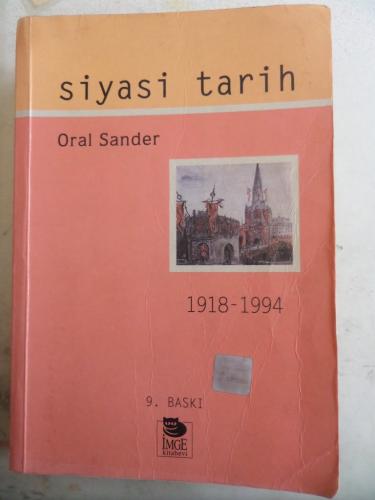 siyasi tarih
Oral Sander
1918-1994
9. BASKI
İMGE
kitabevi